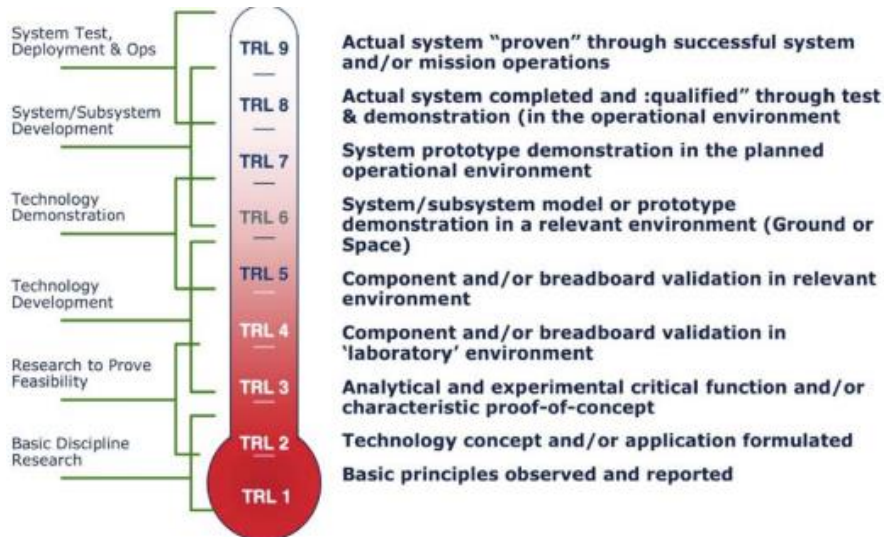 System Test,
Deployment & Ops
System/Subsystem
Development
Technology
Demonstration
Technology
Development
Research to Prove
Feasibility
Basic Discipline
Research
TRL 9
TRL 8
TRL 7
TRL 6
TRL 5
TRL 4
TRL 3
TRL 2
TRL 1
Actual system “proven” through successful system
and/or mission operations
Actual system completed and :qualified” through test
& demonstration (in the operational environment
System prototype demonstration in the planned
operational environment
System/subsystem model or prototype
demonstration in a relevant environment (Ground or
Space)
Component and/or breadboard validation in relevant
environment
Component and/or breadboard validation in
‘laboratory’ environment
Analytical and experimental critical function and/or
characteristic proof-of-concept
Technology concept and/or application formulated
Basic principles observed and reported